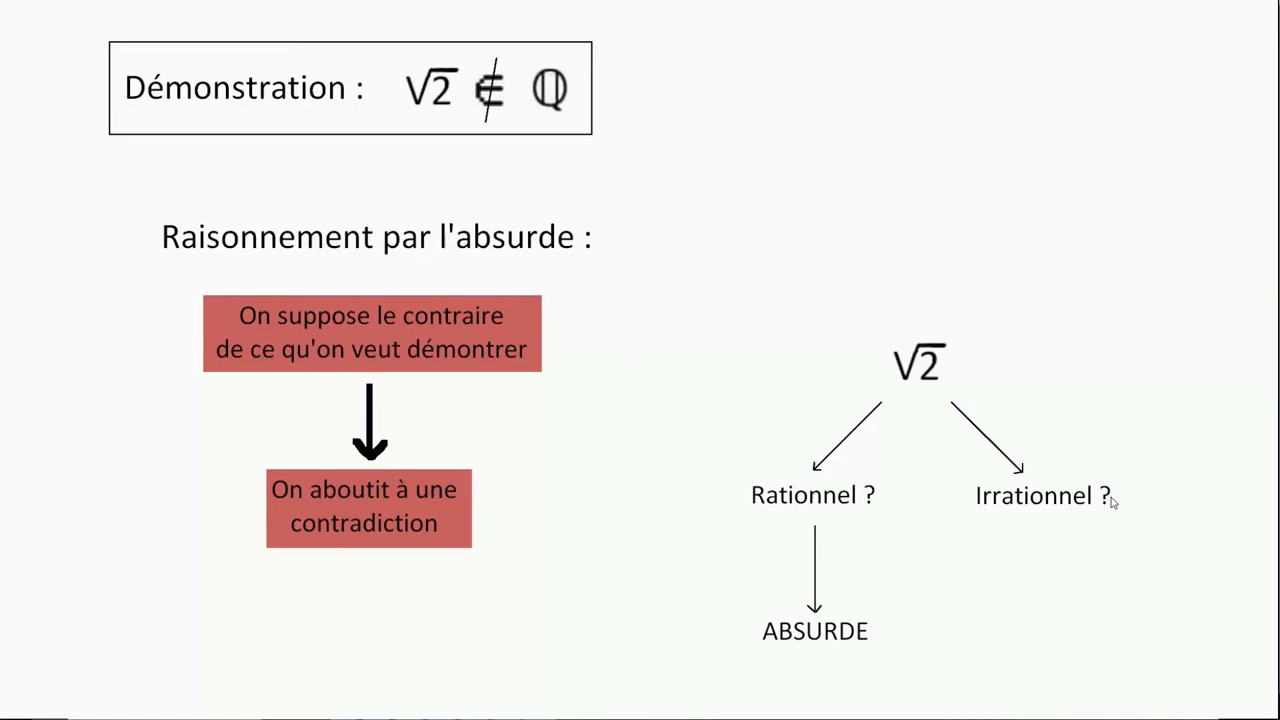 Démonstration : √2 ∉ ℚ
Raisonnement par l'absurde :
On suppose le contraire
de ce qu'on veut démontrer
On aboutit à une
contradiction
√2
Rationnel ?
Irrationnel ?
ABSURDE